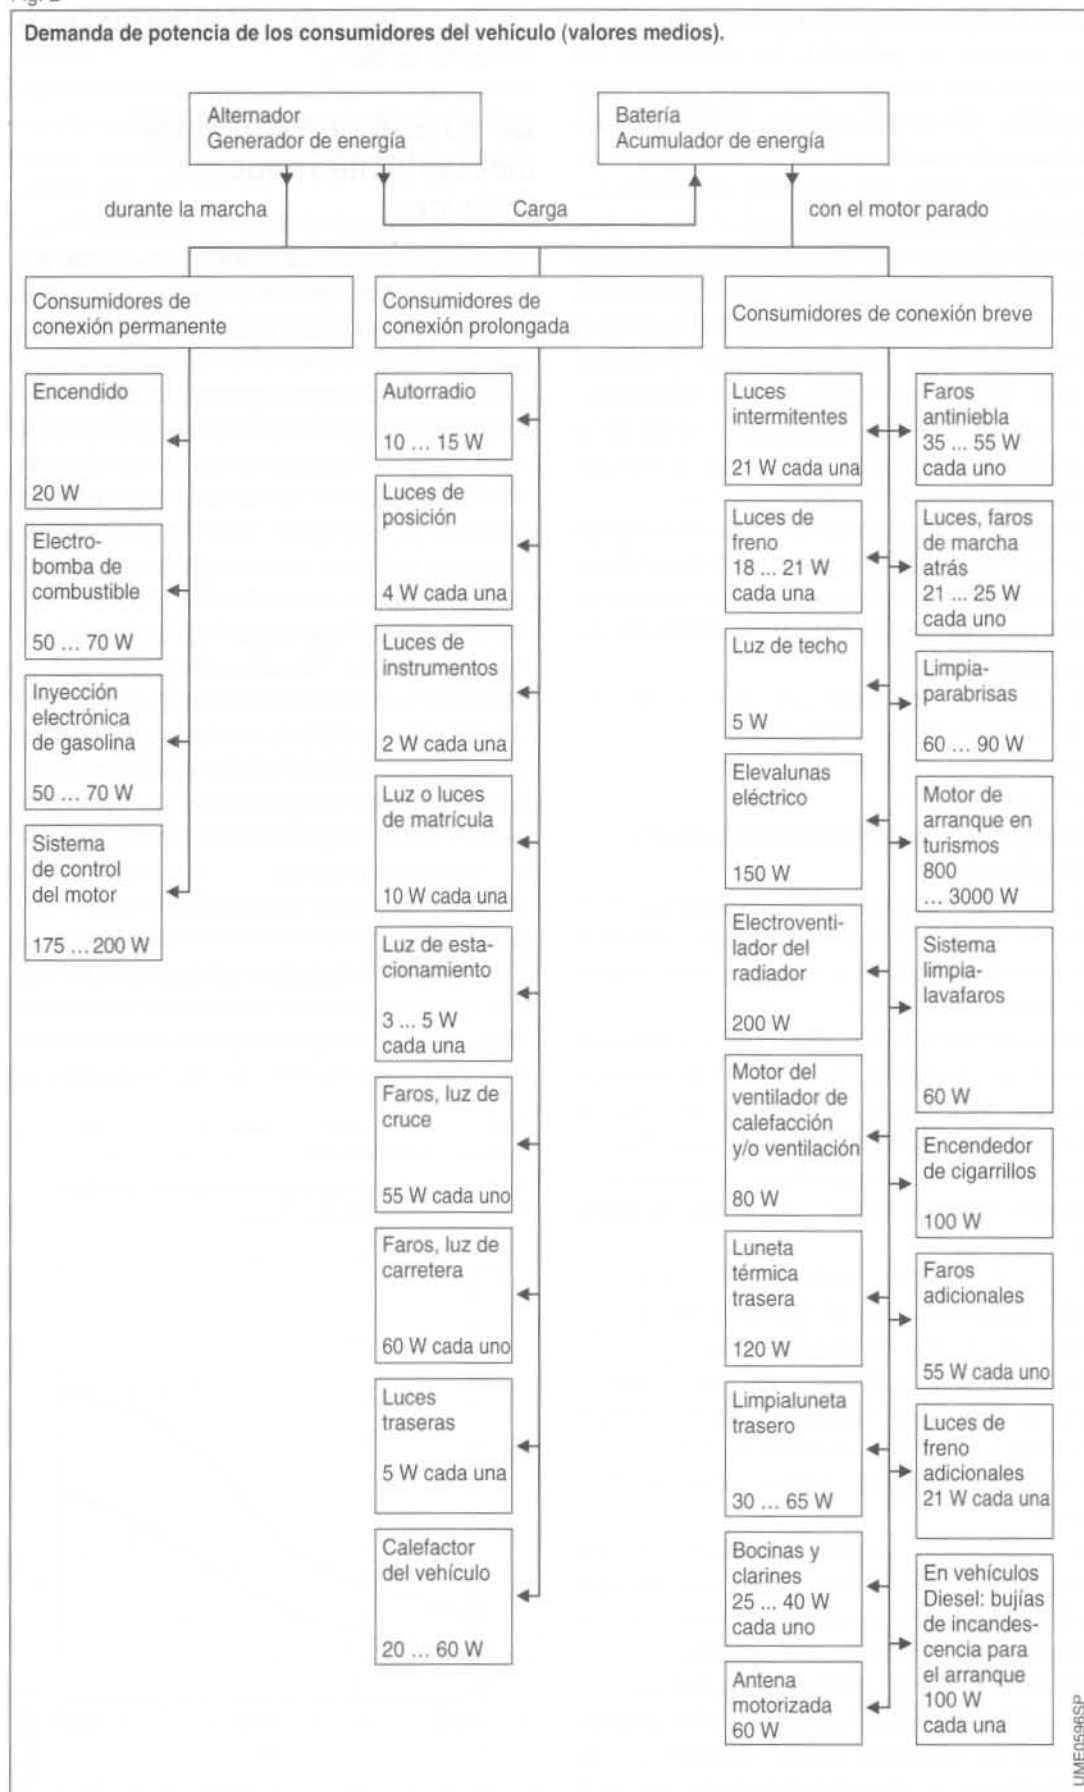 Demanda de potencia de los consumidores del vehículo (valores medios).
Alternador
Generador de energía
Batería
Acumulador de energía
durante la marcha
Carga
con el motor parado
Consumidores de
conexión permanente
Consumidores de
conexión prolongada
Consumidores de conexión breve
Encendido
20 W
Electro-
bomba de
combustible
50 ... 70 W
Inyección
electrónica
de gasolina
50 ... 70 W
Sistema
de control
del motor
175 ... 200 W
Autorradio
10 ... 15 W
Luces de
posición
4 W cada una
Luces de
instrumentos
2 W cada una
Luz o luces
de matrícula
10 W cada una
Luz de esta-
cionamiento
3 ... 5 W
cada una
Faros, luz de
cruce
55 W cada uno
Faros, luz de
carretera
60 W cada uno
Luces
traseras
5 W cada una
Calefactor
del vehículo
20 ... 60 W
Luces
intermitentes
21 W cada una
Luces de
freno
18 ... 21 W
cada una
Luz de techo
5 W
Elevalunas
eléctrico
150 W
Electroventi-
lador del
radiador
200 W
Motor del
ventilador de
calefacción
y/o ventilación
80 W
Luneta
térmica
trasera
120 W
Limpialuneta
trasero
30 ... 65 W
Bocinas y
clarines
25 ... 40 W
cada uno
Antena
motorizada
60 W
Faros
antiniebla
35 ... 55 W
cada uno
Luces, faros
de marcha
atrás
21 ... 25 W
cada uno
Limpia-
parabrisas
60 ... 90 W
Motor de
arranque en
turismos
800
... 3000 W
Sistema
limpia-
lavafaros
60 W
Encendedor
de cigarrillos
100 W
Faros
adicionales
55 W cada uno
Luces de
freno
adicionales
21 W cada una
En vehículos
Diesel: bujías
de incandes-
cencia para
el arranque
100 W
cada una
UME0596SP